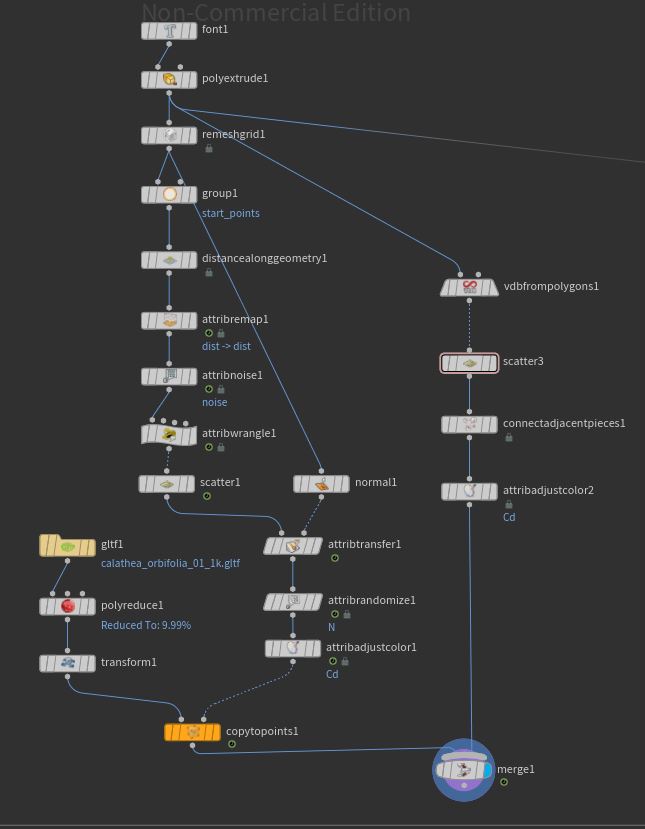 Non-Commercial Edition
font1
polyextrude1
remeshgrid1
group1
start_points
distancealonggeometry1
vdbfrompolygons1
attribremap1
dist -> dist
scatter3
attribnoise1
noise
connectadjacentpieces1
attribwrangle1
scatter1
normal1
attribadjustcolor2
Cd
gltf1
calathea_orbifolia_01_1k.gltf
attribtransfer1
polyreduce1
Reduced To: 9.99%
attribrandomize1
N
transform1
attribadjustcolor1
Cd
copytopoints1
merge1